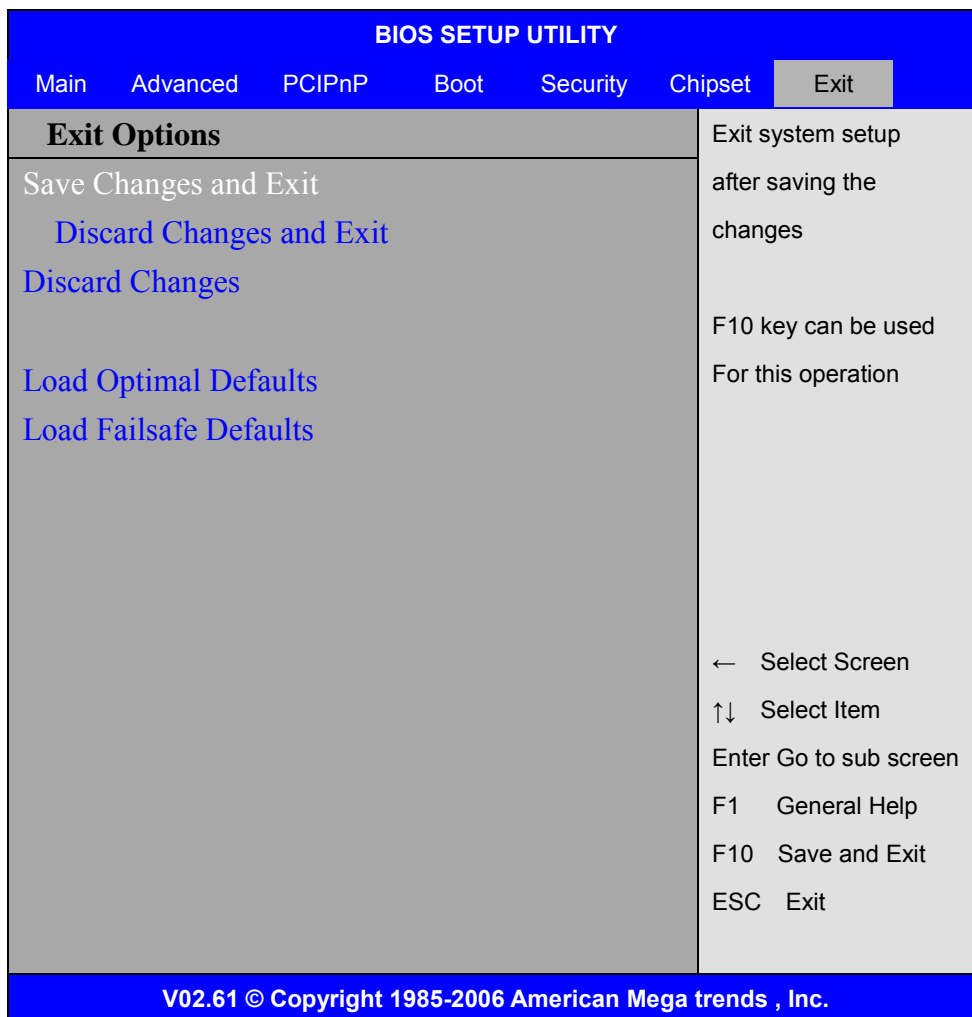 BIOS SETUP UTILITY
Main Advanced PCIPnP Boot Security Chipset Exit
Exit Options
Save Changes and Exit
Discard Changes and Exit
Discard Changes
Load Optimal Defaults
Load Failsafe Defaults
Exit system setup
after saving the
changes
F10 key can be used
For this operation
← Select Screen
↑↓ Select Item
Enter Go to sub screen
F1 General Help
F10 Save and Exit
ESC Exit
V02.61 © Copyright 1985-2006 American Mega trends , Inc.